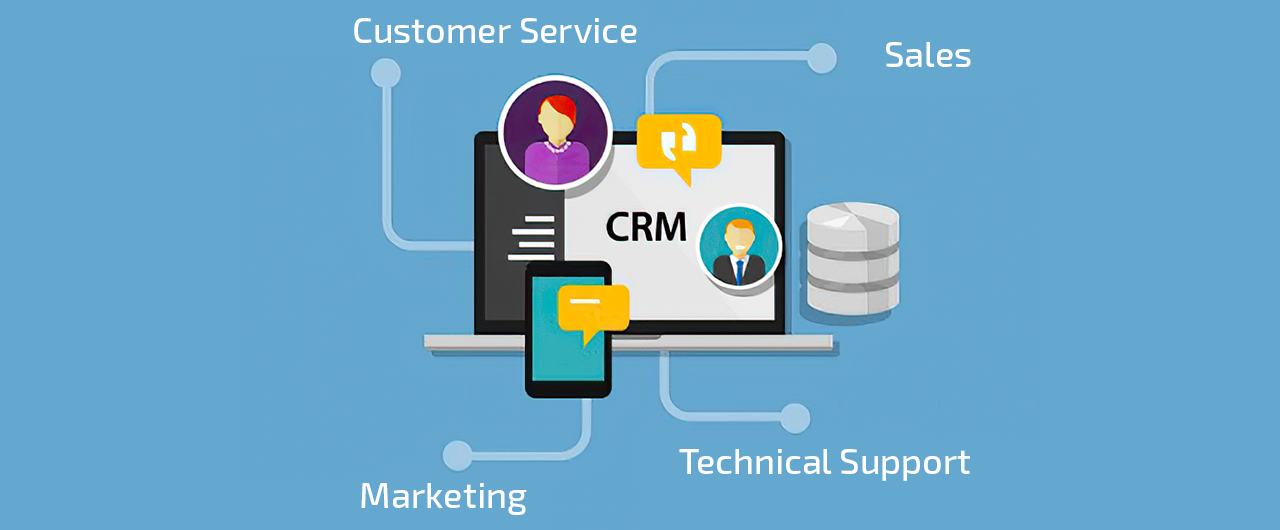 Customer Service
Sales
CRM
Technical Support
Marketing